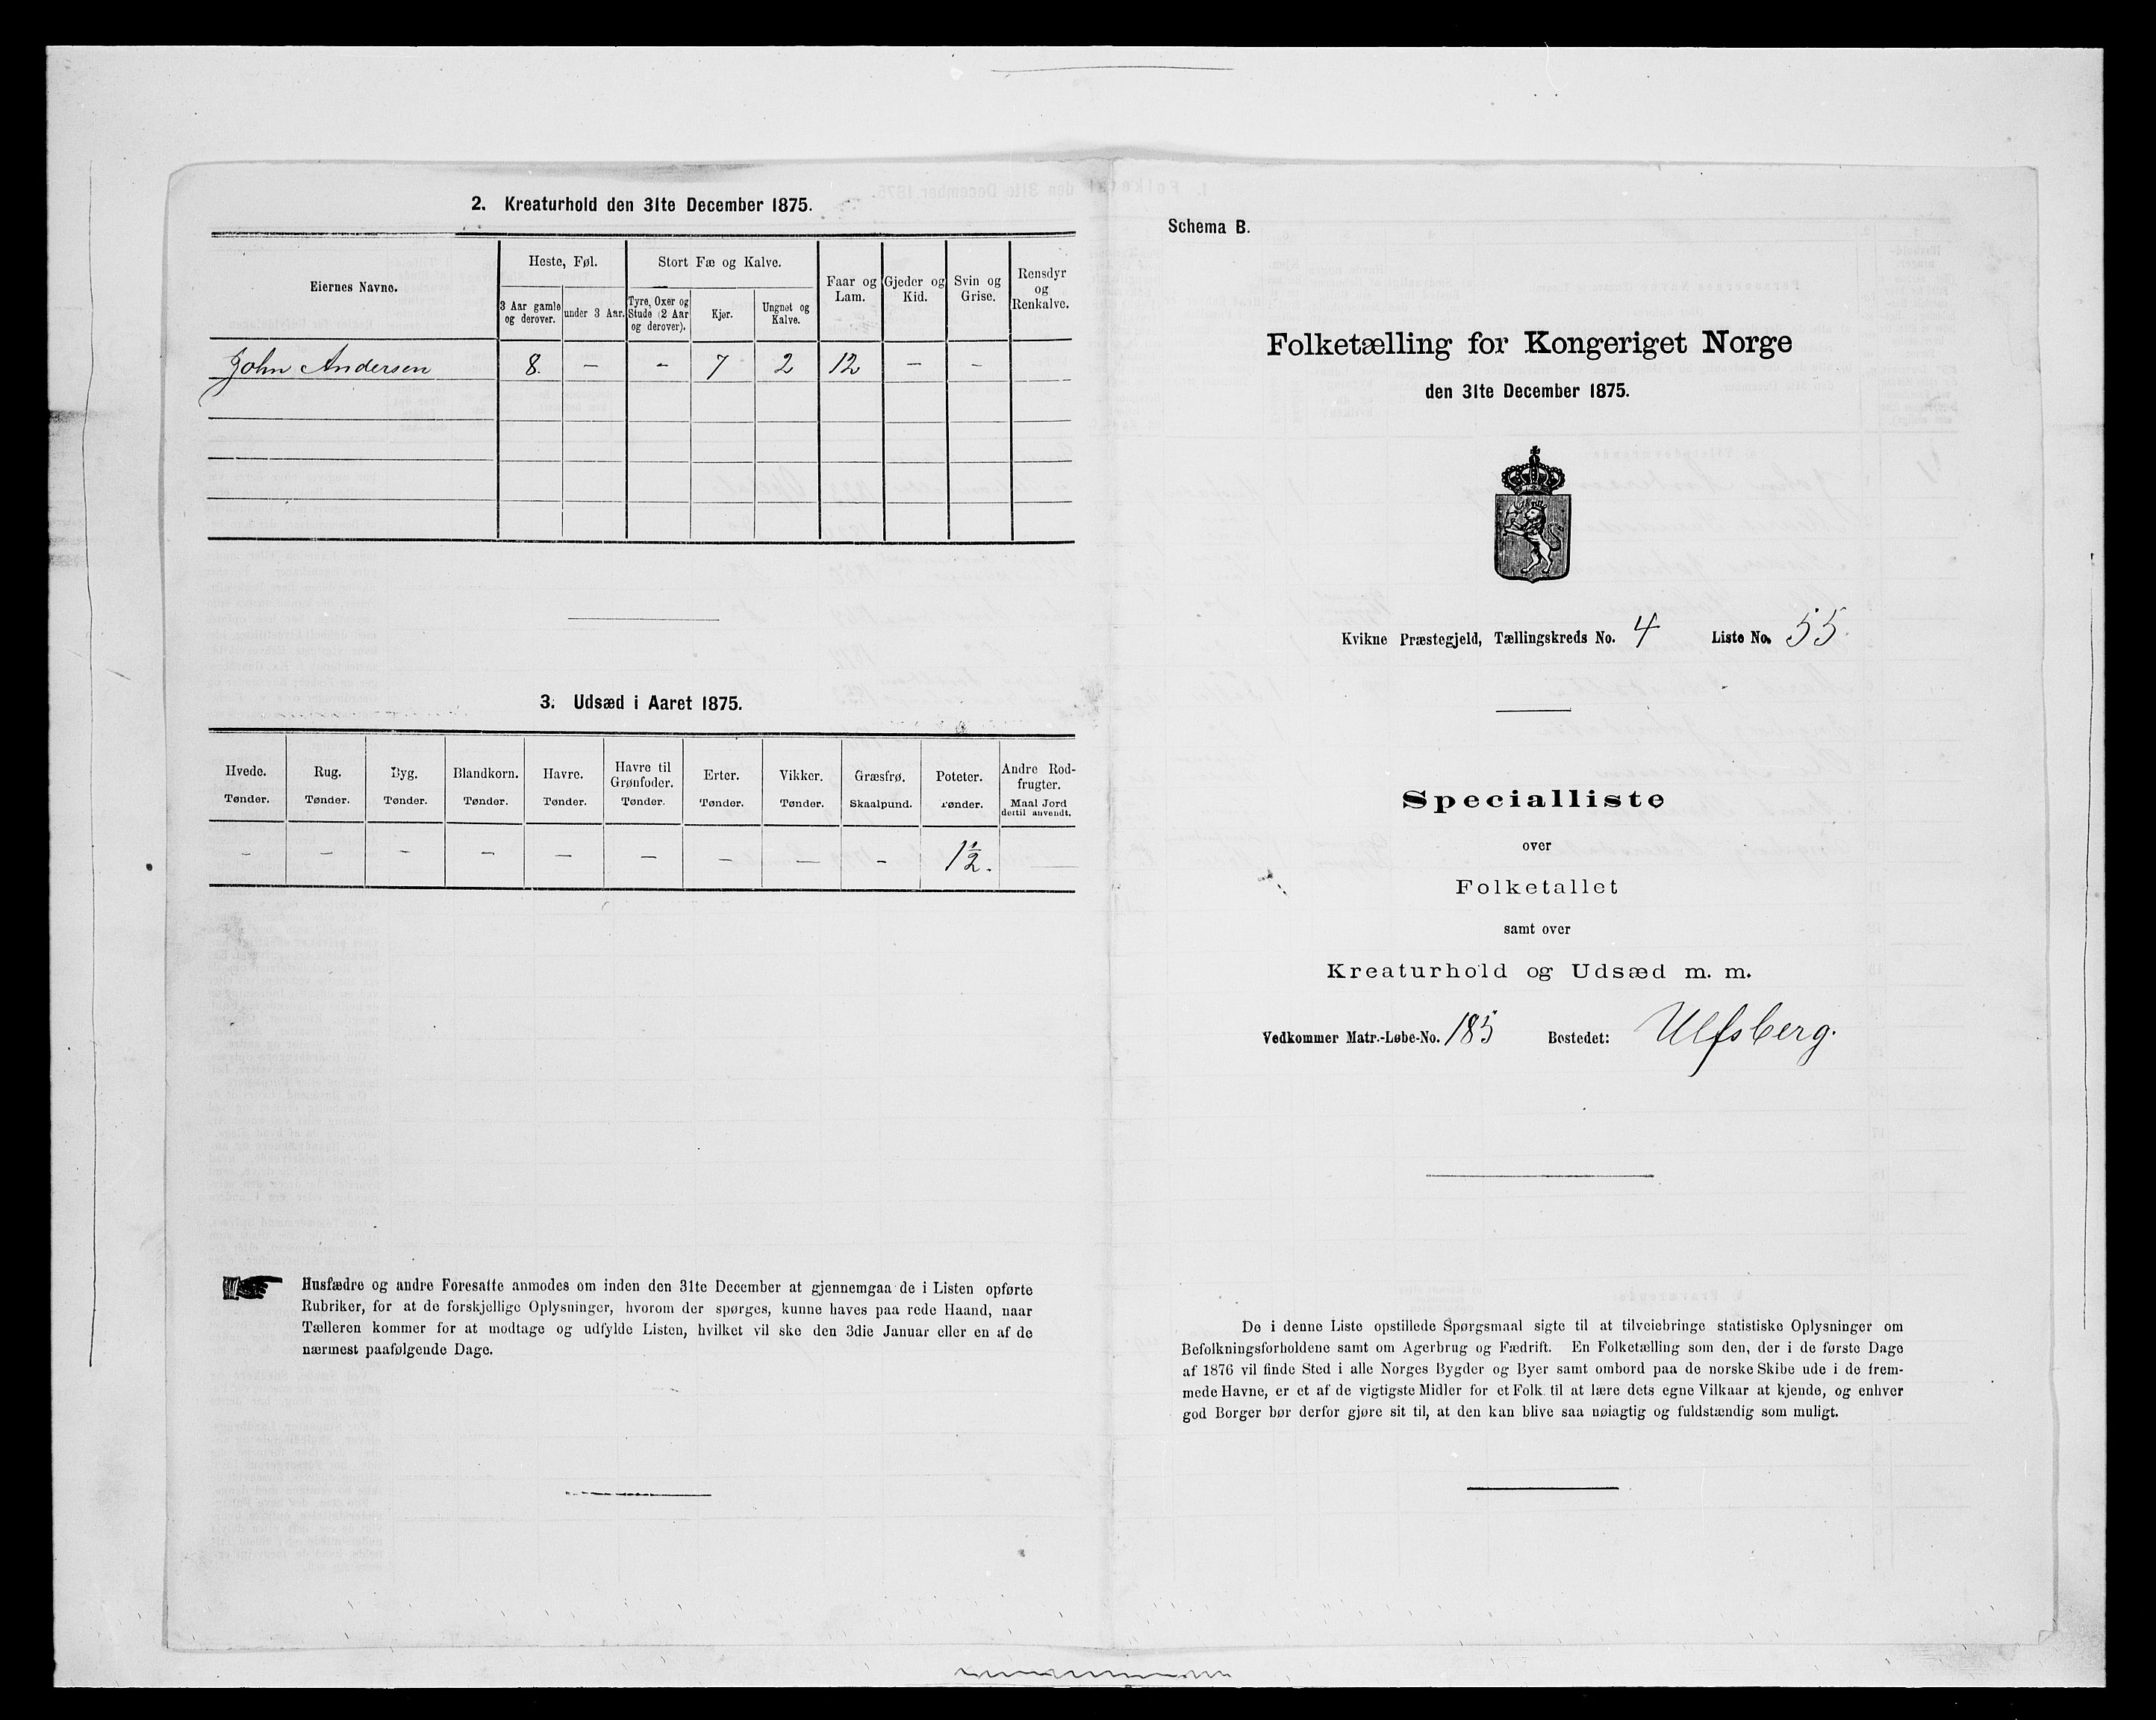 2. Kreaturhold den 31te December 1875.
Eiernes Navne.
Heste, Føl.
Stort Fæ og Kalve.
Faar og Lam.
Gjeder og Kid.
Svin og Grise.
Rensdyr og Renkalve.
3 Aar gamle og derover.
under 3 Aar.
Tyre, Oxer og Stude (2 Aar og derover).
Kjør.
Ungnøt og Kalve.
John Andersen 8. — - 7 2 12 — -
3. Udsæd i Aaret 1875.
Hvede. Rug. Byg. Blandkorn. Havre. Havre til Grønfoder. Erter. Vikker. Græsfrø. Poteter. Andre Rodfrugter.
Tønder. Tønder. Tønder. Tønder. Tønder. Tønder. Tønder. Tønder. Skaalpund. Tønder. Maal Jord dertil anvendt.
- — - — — — — — - 1½. —
Husfædre og andre Foresatte anmodes om inden den 31te December at gjennemgaa de i Listen opførte
Rubriker, for at de forskjellige Oplysninger, hvorom der spørges, kunne haves paa rede Haand, naar
Tælleren kommer for at modtage og udfylde Listen, hvilket vil ske den 3die Januar eller en af de
nærmest paafølgende Dage.
Schema B.
Folketælling for Kongeriget Norge
den 31te December 1875.
Kvikne Præstegjeld, Tællingskreds No. 4 Liste No. 55
Specialliste
over
Folketallet
samt over
Kreaturhold og Udsæd m. m.
Vedkommer Matr.-Løbe-No. 185 Bostedet: Ulfsberg.
De i denne Liste opstillede Spørgsmaal sigte til at tilveiebringe statistiske Oplysninger om
Befolkningsforholdene samt om Agerbrug og Fædrift. En Folketælling som den, der i de første Dage
af 1876 vil finde Sted i alle Norges Bygder og Byer samt ombord paa de norske Skibe ude i de frem-
mede Havne, er et af de vigtigste Midler for et Folk til at lære dets egne Vilkaar at kjende, og enhver
god Borger bør derfor gjøre sit til, at den kan blive saa nøiagtig og fuldstændig som muligt.